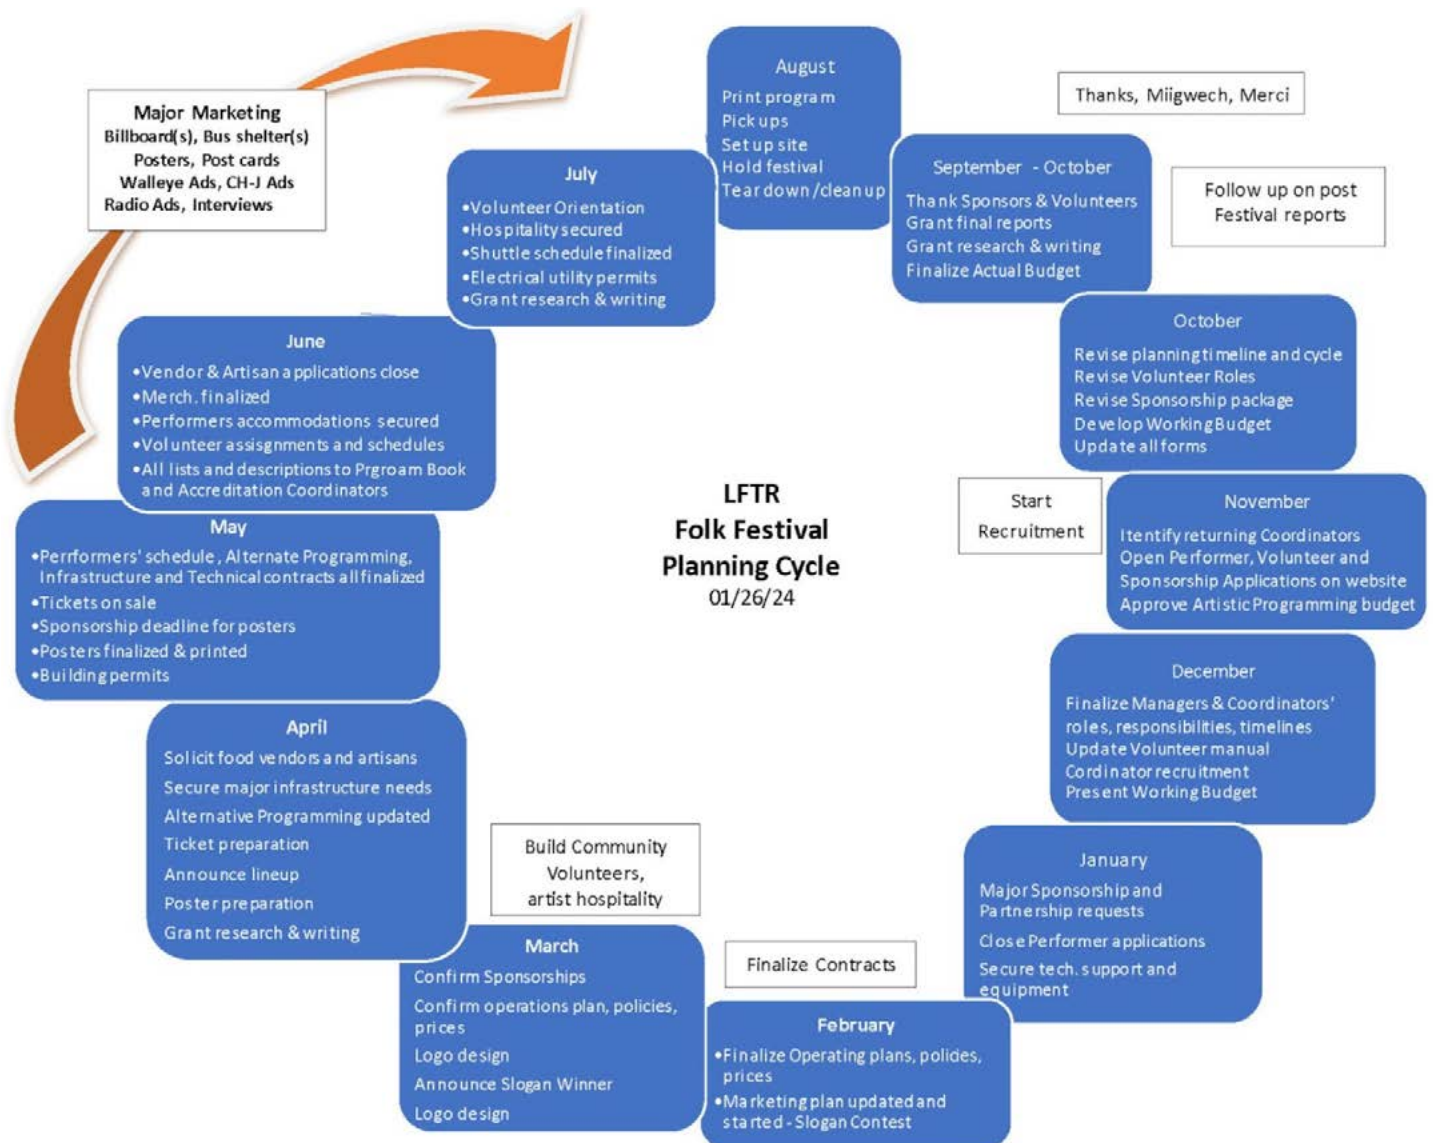 Major Marketing
Billboard(s), Bus shelter(s)
Posters, Post cards
Walleye Ads, CH-J Ads
Radio Ads, Interviews
August
Print program
Pick ups
Set up site
Hold festival
Tear down /clean up
Thanks, Miigwech, Merci
September - October
Thank Sponsors & Volunteers
Grant final reports
Grant research & writing
Finalize Actual Budget
Follow up on post
Festival reports
October
Revise planning timeline and cycle
Revise Volunteer Roles
Revise Sponsorship package
Develop Working Budget
Update all forms
Start
Recruitment
November
Itentify returning Coordinators
Open Performer, Volunteer and
Sponsorship Applications on website
Approve Artistic Programming budget
December
Finalize Managers & Coordinators'
roles, responsibilities, timelines
Update Volunteer manual
Cordinator recruitment
Present Working Budget
January
Major Sponsorship and
Partnership requests
Close Performer applications
Secure tech. support and
equipment
Finalize Contracts
February
•Finalize Operating plans, policies,
prices
•Marketing plan updated and
started - Slogan Contest
Build Community
Volunteers,
artist hospitality
March
Confirm Sponsorships
Confirm operations plan, policies,
prices
Logo design
Announce Slogan Winner
Logo design
April
Solicit food vendors and artisans
Secure major infrastructure needs
Alternative Programming updated
Ticket preparation
Announce lineup
Poster preparation
Grant research & writing
May
•Perrformers' schedule, Alternate Programming,
Infrastructure and Technical contracts all finalized
•Tickets on sale
•Sponsorship deadline for posters
•Posters finalized & printed
•Building permits
June
•Vendor & Artisan applications close
•Merch. finalized
•Performers accommodations secured
•Volunteer assisgnments and schedules
•All lists and descriptions to Prgroam Book
and Accreditation Coordinators
July
•Volunteer Orientation
•Hospitality secured
•Shuttle schedule finalized
•Electrical utility permits
•Grant research & writing
LFTR
Folk Festival
Planning Cycle
01/26/24